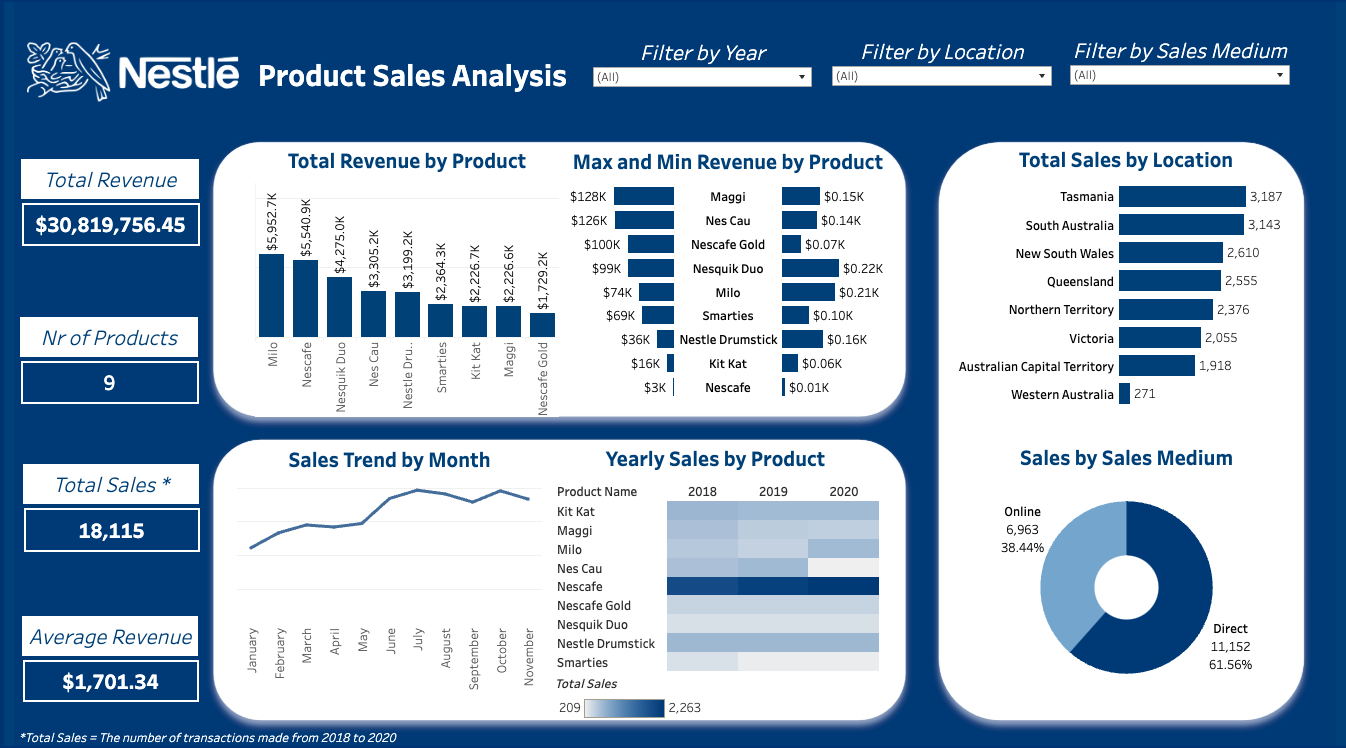 Nestlé
Product Sales Analysis
Filter by Year
(All)
Filter by Location
(All)
Filter by Sales Medium
(All)
Total Revenue
$30,819,756.45
Nr of Products
9
Total Sales *
18,115
Average Revenue
$1,701.34
Total Revenue by Product
$5,952.7K
$5,540.9K
$4,275.0K
$3,305.2K
$3,199.2K
$2,364.3K
$2,226.7K
$2,226.6K
$1,729.2K
Milo
Nescafe
Nesquik Duo
Nes Cau
Nestle Dru..
Smarties
Kit Kat
Maggi
Nescafe Gold
Max and Min Revenue by Product
$128K Maggi $0.15K
$126K Nes Cau $0.14K
$100K Nescafe Gold $0.07K
$99K Nesquik Duo $0.22K
$74K Milo $0.21K
$69K Smarties $0.10K
$36K Nestle Drumstick $0.16K
$16K Kit Kat $0.06K
$3K Nescafe $0.01K
Total Sales by Location
Tasmania 3,187
South Australia 3,143
New South Wales 2,610
Queensland 2,555
Northern Territory 2,376
Victoria 2,055
Australian Capital Territory 1,918
Western Australia 271
Sales Trend by Month
January
February
March
April
May
June
July
August
September
October
November
Yearly Sales by Product
Product Name 2018 2019 2020
Kit Kat
Maggi
Milo
Nes Cau
Nescafe
Nescafe Gold
Nesquik Duo
Nestle Drumstick
Smarties
Total Sales
209 2,263
Sales by Sales Medium
Online
6,963
38.44%
Direct
11,152
61.56%
*Total Sales = The number of transactions made from 2018 to 2020